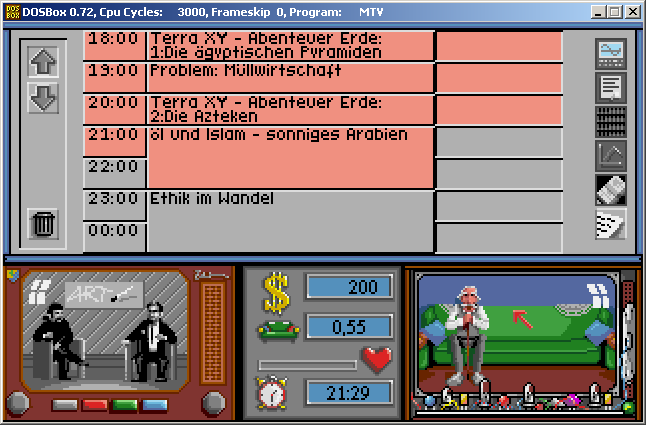 DOSBox 0.72, Cpu Cycles: 3000, Frameskip 0, Program: MTV
18:00 Terra XY - Abenteuer Erde:
1:Die ägyptischen Pyramiden
19:00 Problem: Müllwirtschaft
20:00 Terra XY - Abenteuer Erde:
2:Die Azteken
21:00 öl und Islam - sonniges Arabien
22:00
23:00 Ethik im Wandel
00:00
ART
$ 200
0,55
21:29